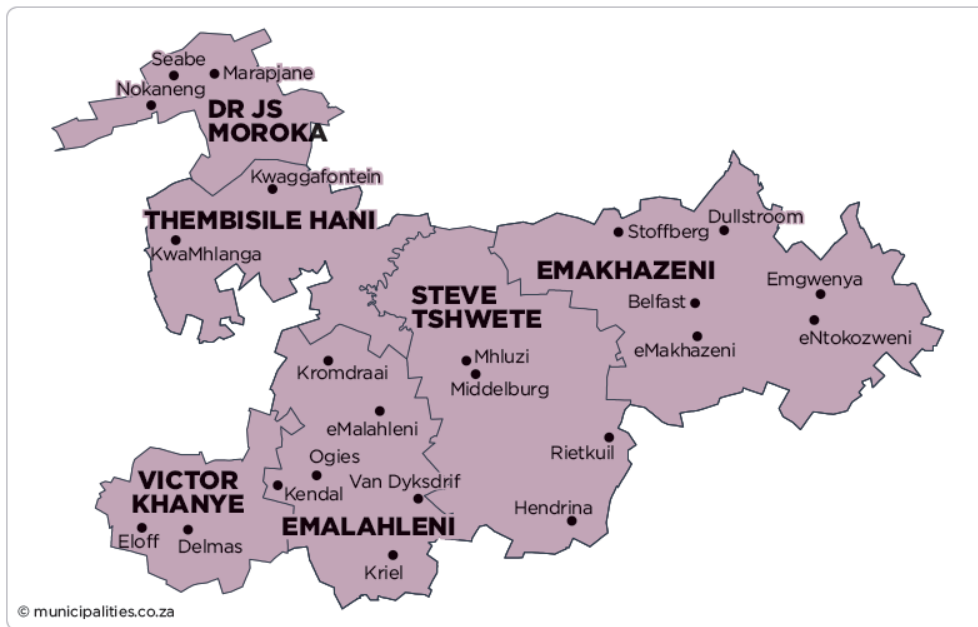 Seabe
Marapjane
Nokaneng
DR JS
MOROKA
Kwaggafontein
THEMBISILE HANI
KwaMhlanga
Dullstroom
Stoffberg
EMAKHAZENI
Emgwenya
STEVE
TSHWETE
Belfast
eNtokozweni
eMakhazeni
Mhluzi
Kromdraai
Middelburg
eMalahleni
Rietkuil
Ogies
VICTOR
KHANYE
Van Dyksdrif
Kendal
Hendrina
EMALAHLENI
Eloff
Delmas
Kriel
© municipalities.co.za